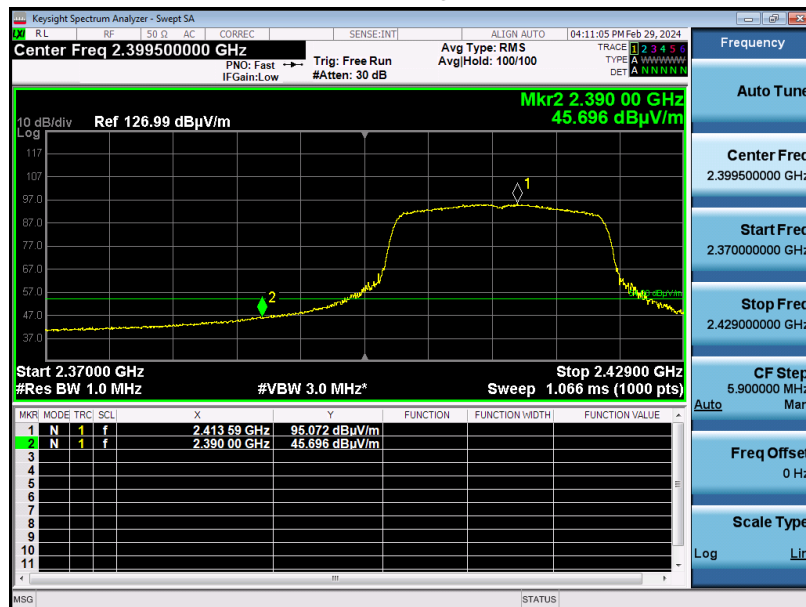 Keysight Spectrum Analyzer - Swept SA
LXI RL RF 50 Ω AC CORREC SENSE:INT ALIGN AUTO 04:11:05 PM Feb 29, 2024
Center Freq 2.399500000 GHz
PNO: Fast
IFGain:Low
Trig: Free Run
#Atten: 30 dB
Avg Type: RMS
Avg|Hold: 100/100
TRACE 1 2 3 4 5 6
TYPE A WWWWW
DET A N N N N N
Mkr2 2.390 00 GHz
45.696 dBµV/m
10 dB/div Ref 126.99 dBµV/m
Log
117
107
97.0
87.0
77.0
67.0
57.0
47.0
37.0
1
2
Start 2.37000 GHz Stop 2.42900 GHz
#Res BW 1.0 MHz #VBW 3.0 MHz* Sweep 1.066 ms (1000 pts)
MKR MODE TRC SCL X Y FUNCTION FUNCTION WIDTH FUNCTION VALUE
1 N 1 f 2.413 59 GHz 95.072 dBµV/m
2 N 1 f 2.390 00 GHz 45.696 dBµV/m
3
4
5
6
7
8
9
10
11
MSG STATUS
Frequency
Auto Tune
Center Freq
2.399500000 GHz
Start Freq
2.370000000 GHz
Stop Freq
2.429000000 GHz
CF Step
5.900000 MHz
Auto Man
Freq Offset
0 Hz
Scale Type
Log Lin